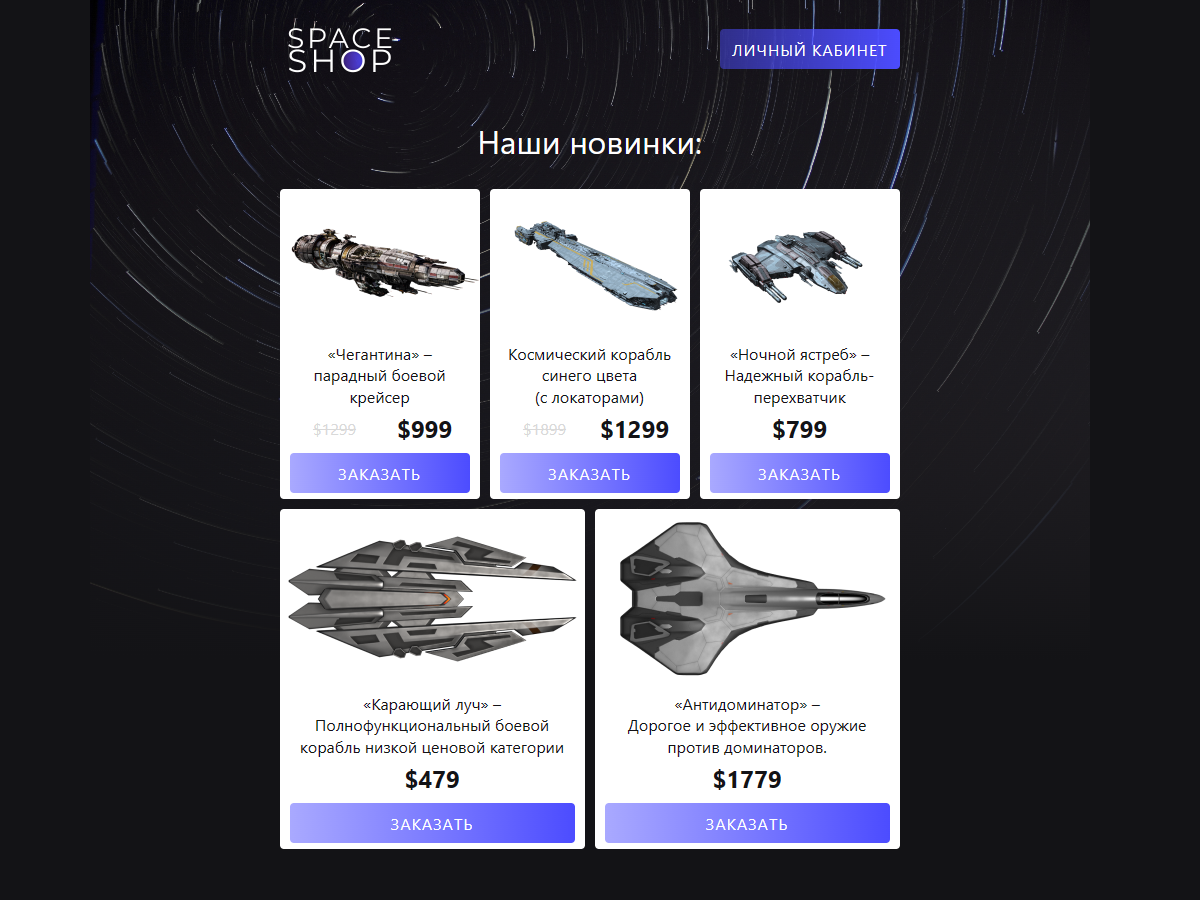 SPACE
SHOP
ЛИЧНЫЙ КАБИНЕТ
Наши новинки:
«Чегантина» –
парадный боевой
крейсер
$1299 $999
ЗАКАЗАТЬ
Космический корабль
синего цвета
(с локаторами)
$1899 $1299
ЗАКАЗАТЬ
«Ночной ястреб» –
Надежный корабль-
перехватчик
$799
ЗАКАЗАТЬ
«Карающий луч» –
Полнофункциональный боевой
корабль низкой ценовой категории
$479
ЗАКАЗАТЬ
«Антидоминатор» –
Дорогое и эффективное оружие
против доминаторов.
$1779
ЗАКАЗАТЬ